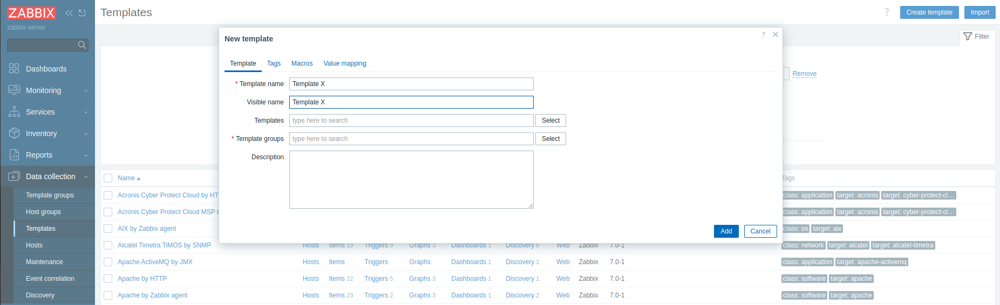 ZABBIX
zabbix-server
Dashboards
Monitoring
Services
Inventory
Reports
Data collection
Template groups
Host groups
Templates
Hosts
Maintenance
Event correlation
Discovery
Templates
? Create template Import
Filter
Remove
New template
?
Template Tags Macros Value mapping
* Template name Template X
Visible name Template X
Templates type here to search Select
* Template groups type here to search Select
Description
Add Cancel
Name Tags
Acronis Cyber Protect Cloud by HT class: application target: acronis target: cyber-protect-cl...
Acronis Cyber Protect Cloud MSP b class: application target: acronis target: cyber-protect-cl...
AIX by Zabbix agent class: os target: aix
Alcatel Timetra TiMOS by SNMP Hosts Items 19 Triggers 9 Graphs 3 Dashboards 1 Discovery 6 Web Zabbix 7.0-1 class: network target: alcatel target: alcatel-timetra
Apache ActiveMQ by JMX Hosts Items Triggers Graphs Dashboards 1 Discovery 2 Web Zabbix 7.0-1 class: application target: apache-activemq
Apache by HTTP Hosts Items 22 Triggers 5 Graphs 3 Dashboards 1 Discovery 1 Web Zabbix 7.0-1 class: software target: apache
Apache by Zabbix agent Hosts Items 23 Triggers 2 Graphs 3 Dashboards 1 Discovery 2 Web Zabbix 7.0-1 class: software target: apache